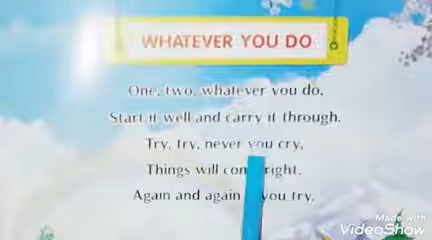 WHATEVER YOU DO
One, two, whatever you do,
Start it well and carry it through.
Try, try, never you cry,
Things will right.
Again and again you try,
Made with
VideoShow